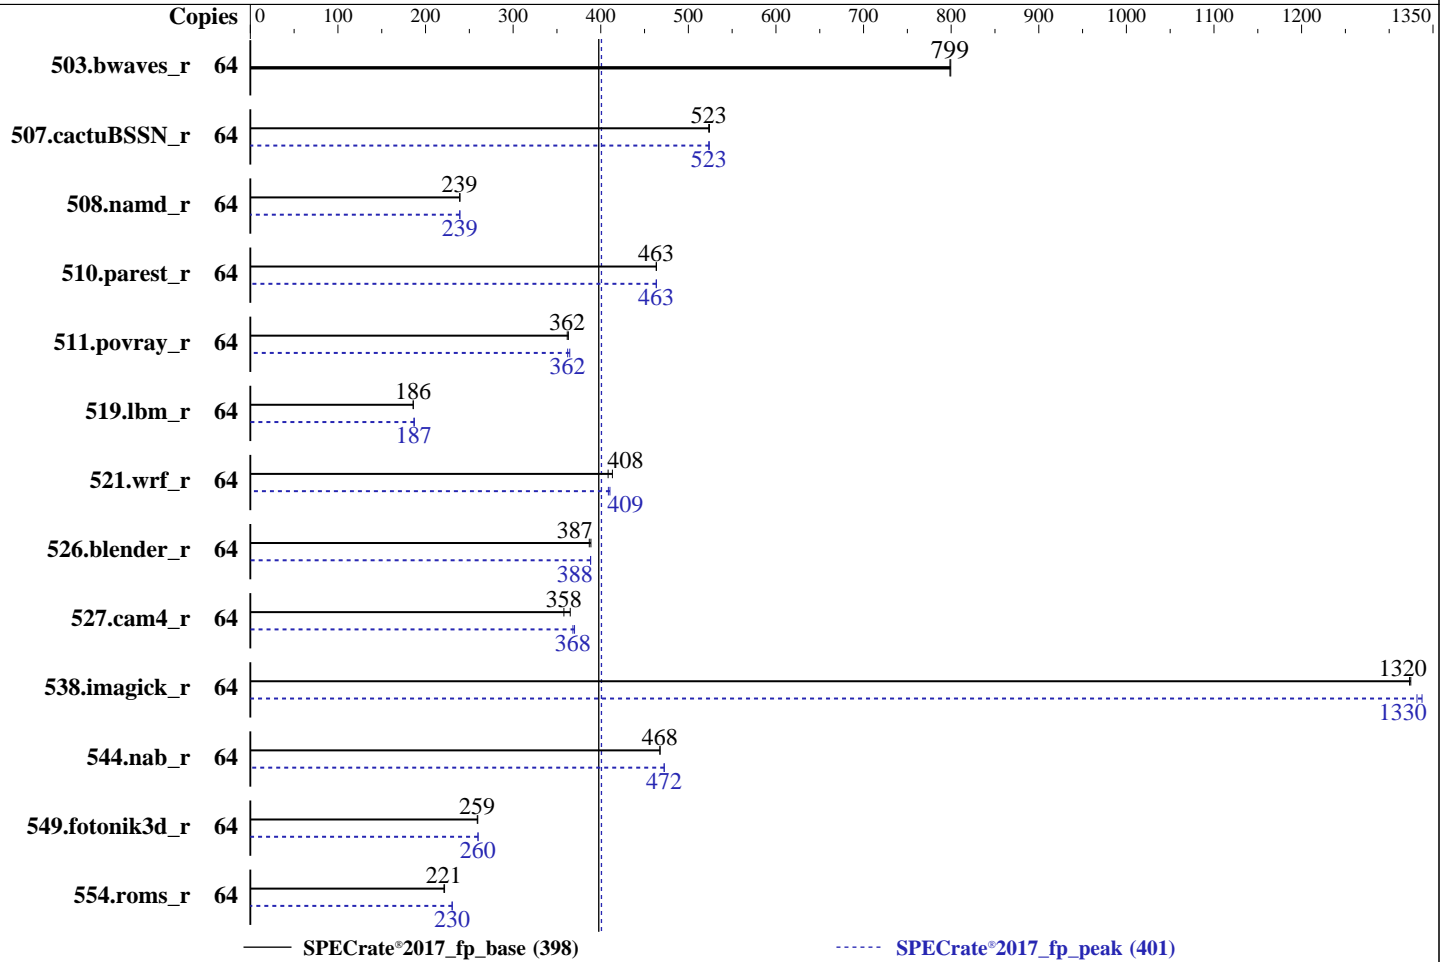 Copies 0 100 200 300 400 500 600 700 800 900 1000 1100 1200 1350
799
503.bwaves_r 64
523
507.cactuBSSN_r 64
523
239
508.namd_r 64
239
463
510.parest_r 64
463
362
511.povray_r 64
362
186
519.lbm_r 64
187
408
521.wrf_r 64
409
387
526.blender_r 64
388
358
527.cam4_r 64
368
1320
538.imagick_r 64
1330
468
544.nab_r 64
472
259
549.fotonik3d_r 64
260
221
554.roms_r 64
230
SPECrate®2017_fp_base (398) SPECrate®2017_fp_peak (401)